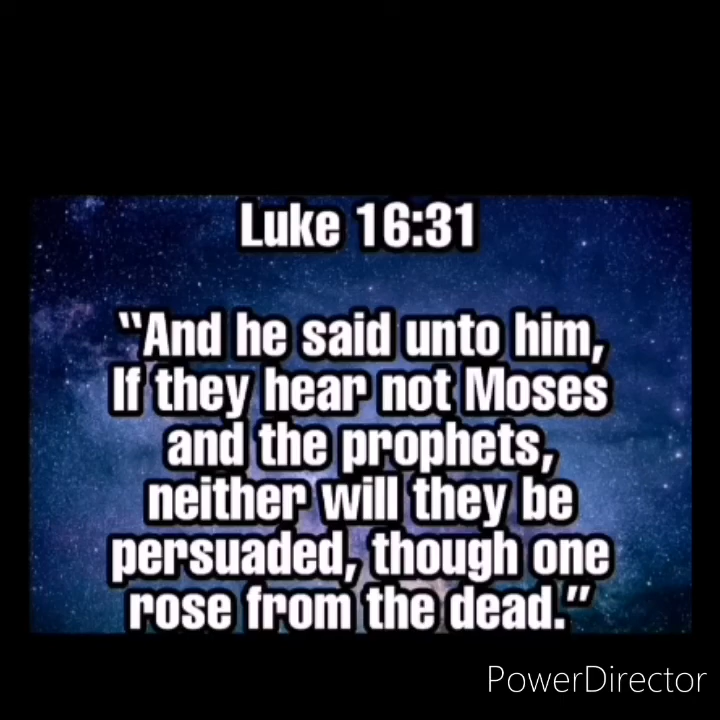 Luke 16:31
“And he said unto him,
If they hear not Moses
and the prophets,
neither will they be
persuaded, though one
rose from the dead.”
PowerDirector